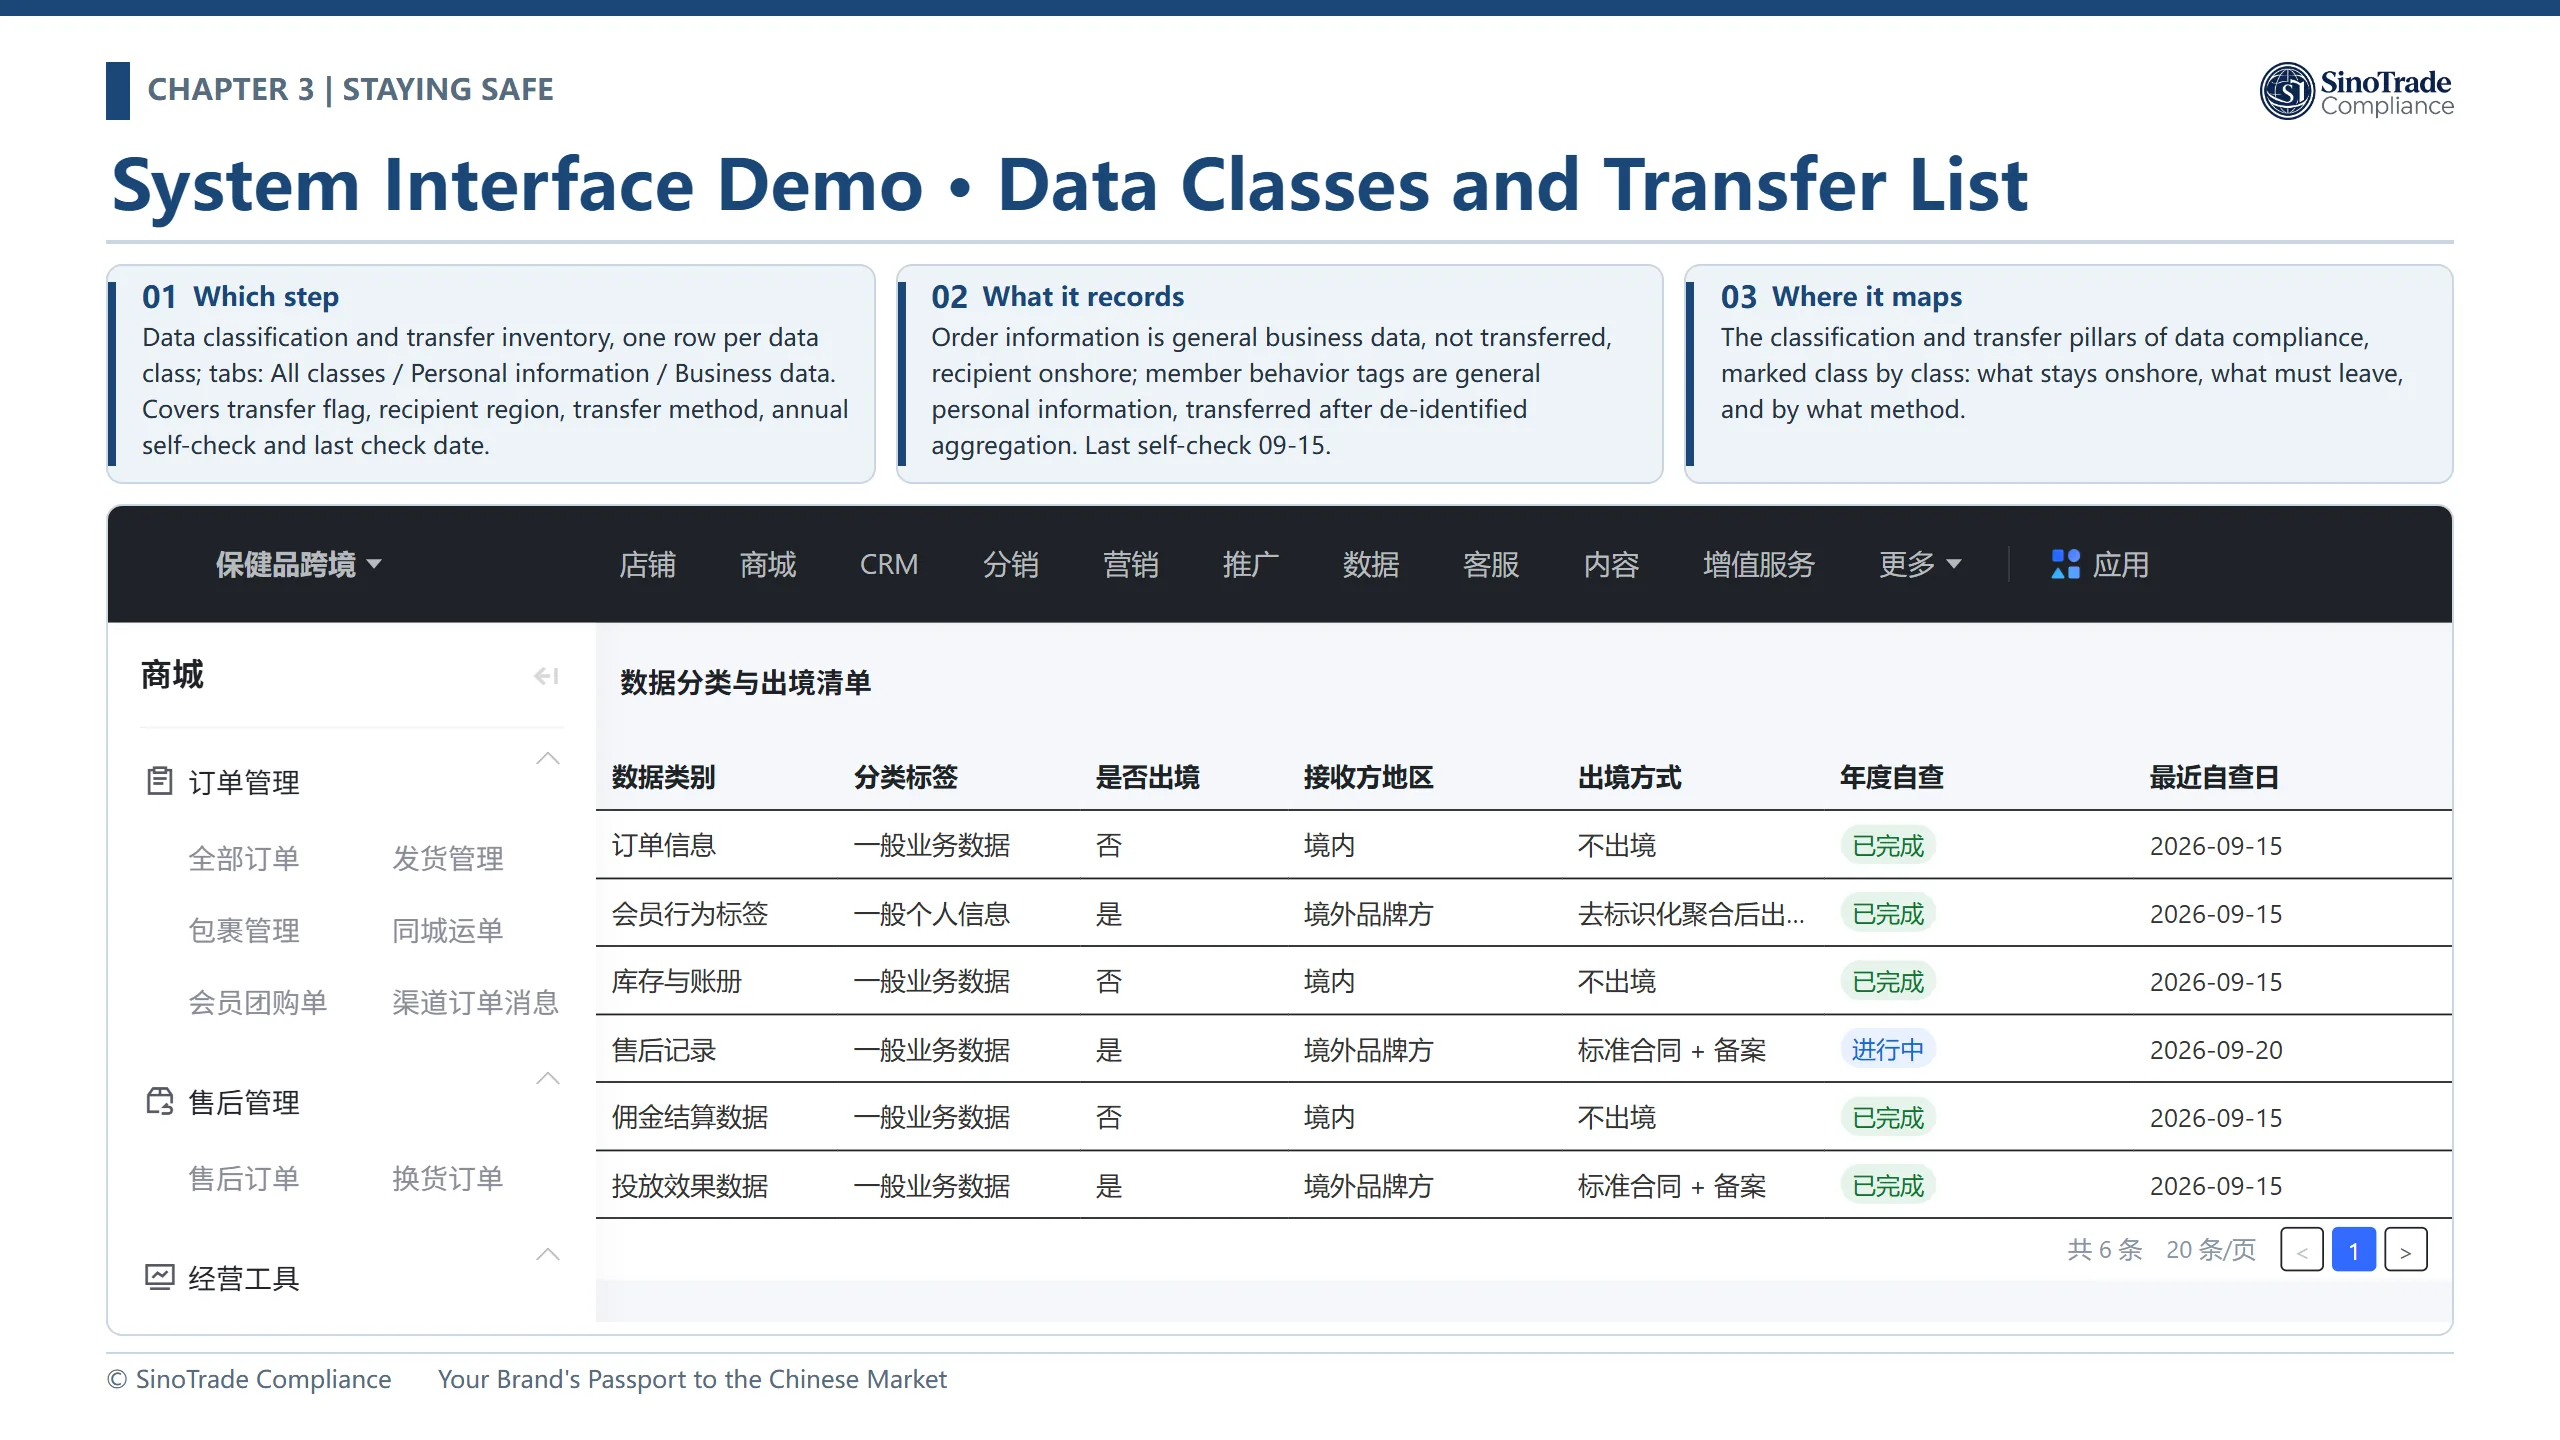 CHAPTER 3 | STAYING SAFE
SinoTrade
Compliance
System Interface Demo • Data Classes and Transfer List
01 Which step
Data classification and transfer inventory, one row per data
class; tabs: All classes / Personal information / Business data.
Covers transfer flag, recipient region, transfer method, annual
self-check and last check date.
02 What it records
Order information is general business data, not transferred,
recipient onshore; member behavior tags are general
personal information, transferred after de-identified
aggregation. Last self-check 09-15.
03 Where it maps
The classification and transfer pillars of data compliance,
marked class by class: what stays onshore, what must leave,
and by what method.
保健品跨境 店铺 商城 CRM 分销 营销 推广 数据 客服 内容 增值服务 更多 应用
商城
订单管理
全部订单 发货管理
包裹管理 同城运单
会员团购单 渠道订单消息
售后管理
售后订单 换货订单
经营工具
数据分类与出境清单
数据类别 分类标签 是否出境 接收方地区 出境方式 年度自查 最近自查日
订单信息 一般业务数据 否 境内 不出境 已完成 2026-09-15
会员行为标签 一般个人信息 是 境外品牌方 去标识化聚合后出... 已完成 2026-09-15
库存与账册 一般业务数据 否 境内 不出境 已完成 2026-09-15
售后记录 一般业务数据 是 境外品牌方 标准合同 + 备案 进行中 2026-09-20
佣金结算数据 一般业务数据 否 境内 不出境 已完成 2026-09-15
投放效果数据 一般业务数据 是 境外品牌方 标准合同 + 备案 已完成 2026-09-15
共 6 条 20 条/页 < 1 >
© SinoTrade Compliance Your Brand's Passport to the Chinese Market